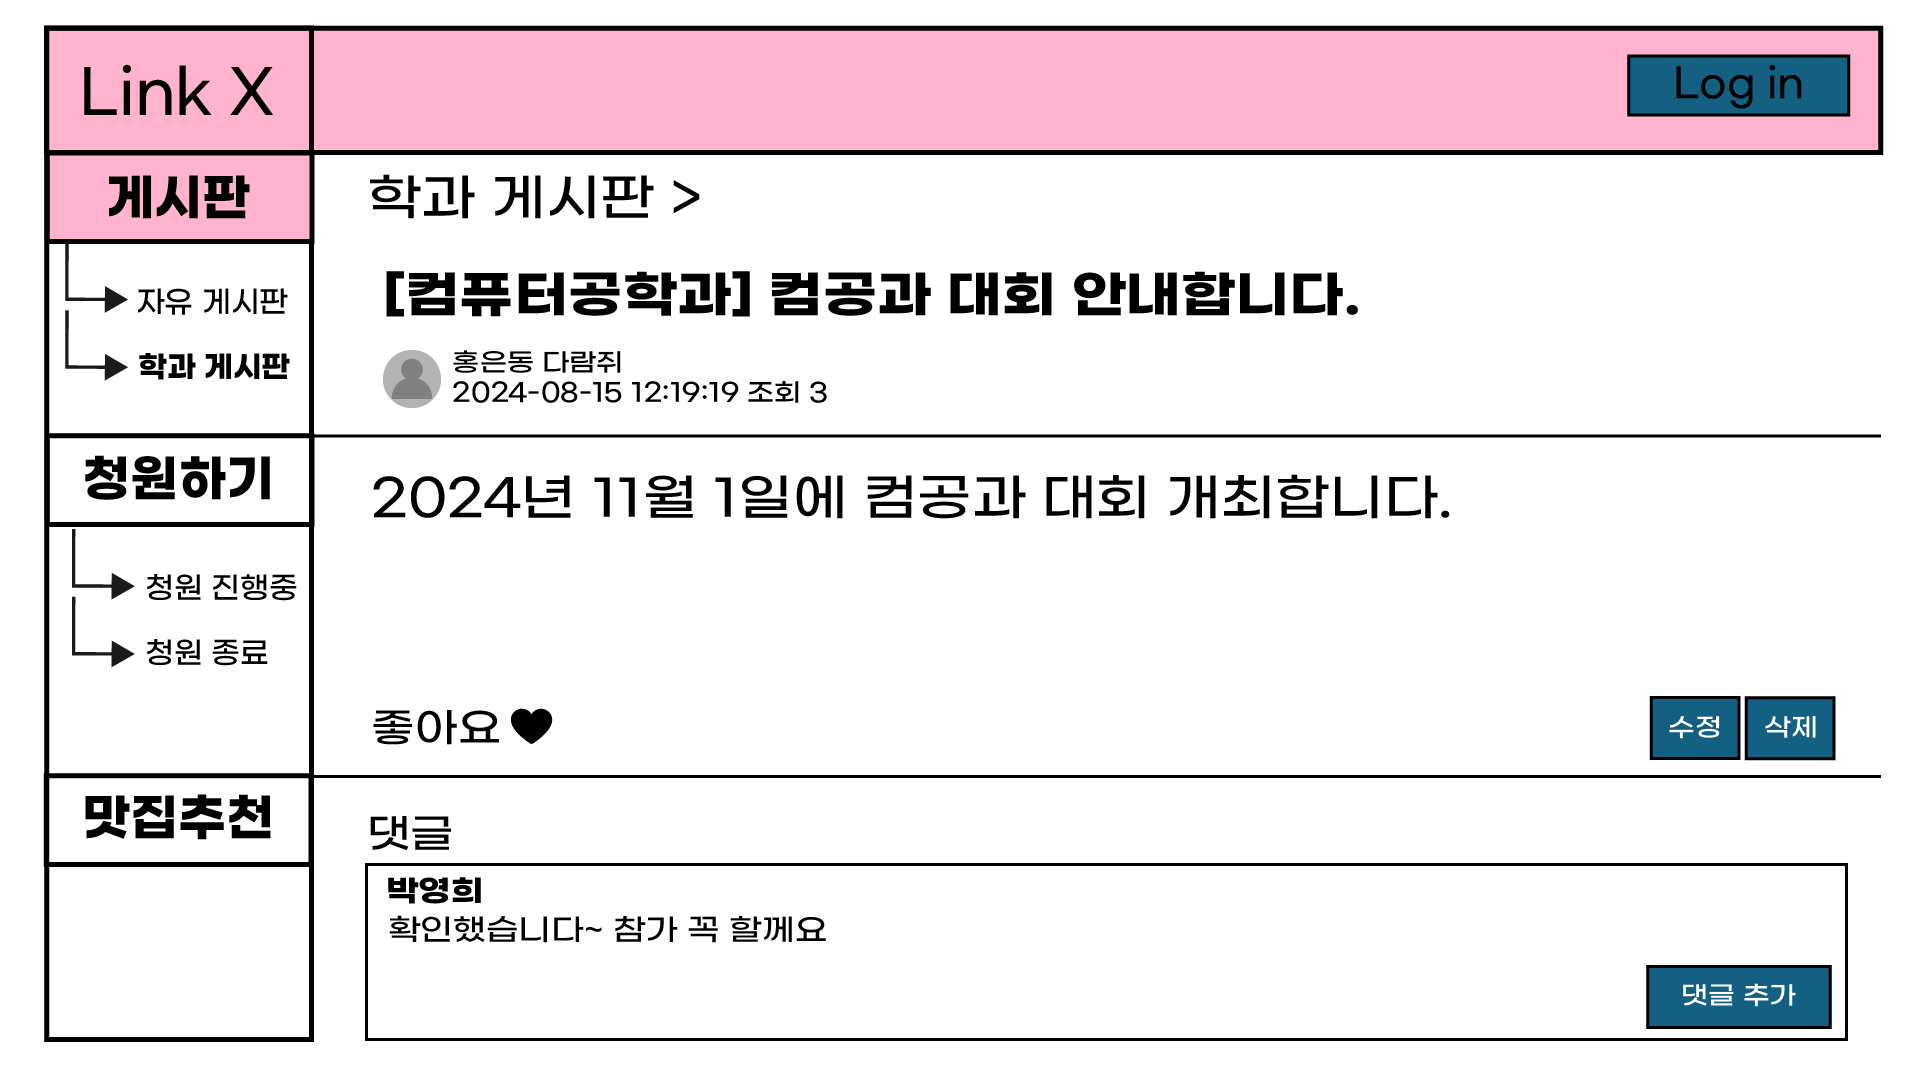 Link X
Log in
게시판
자유 게시판
학과 게시판
청원하기
청원 진행중
청원 종료
맛집추천
학과 게시판 >
[컴퓨터공학과] 컴공과 대회 안내합니다.
홍은동 다람쥐
2024-08-15 12:19:19 조회 3
2024년 11월 1일에 컴공과 대회 개최합니다.
좋아요
수정
삭제
댓글
박영희
확인했습니다~ 참가 꼭 할께요
댓글 추가